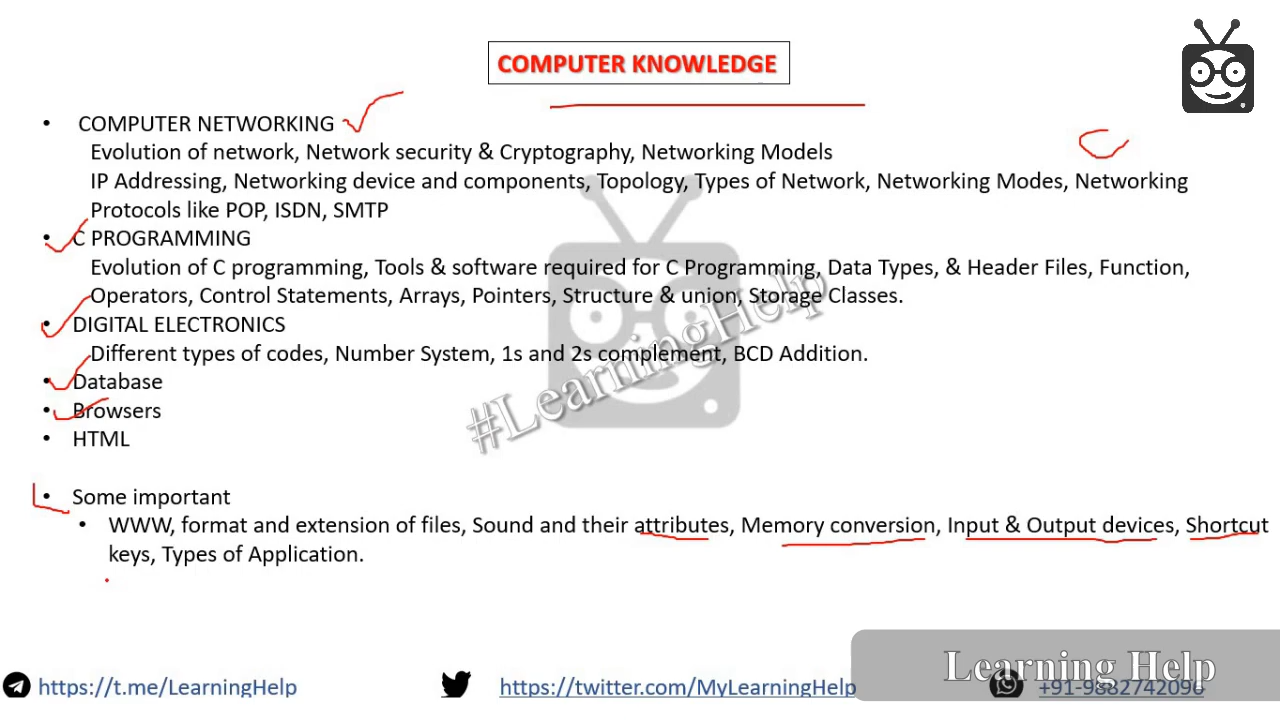 COMPUTER KNOWLEDGE
• COMPUTER NETWORKING
Evolution of network, Network security & Cryptography, Networking Models
IP Addressing, Networking device and components, Topology, Types of Network, Networking Modes, Networking
Protocols like POP, ISDN, SMTP
• C PROGRAMMING
Evolution of C programming, Tools & software required for C Programming, Data Types, & Header Files, Function,
Operators, Control Statements, Arrays, Pointers, Structure & union, Storage Classes.
• DIGITAL ELECTRONICS
Different types of codes, Number System, 1s and 2s complement, BCD Addition.
• Database
• Browsers
• HTML
#LearningHelp
• Some important
• WWW, format and extension of files, Sound and their attributes, Memory conversion, Input & Output devices, Shortcut
keys, Types of Application.
Learning Help
https://t.me/LearningHelp https://twitter.com/MyLearningHelp +91-9882742096